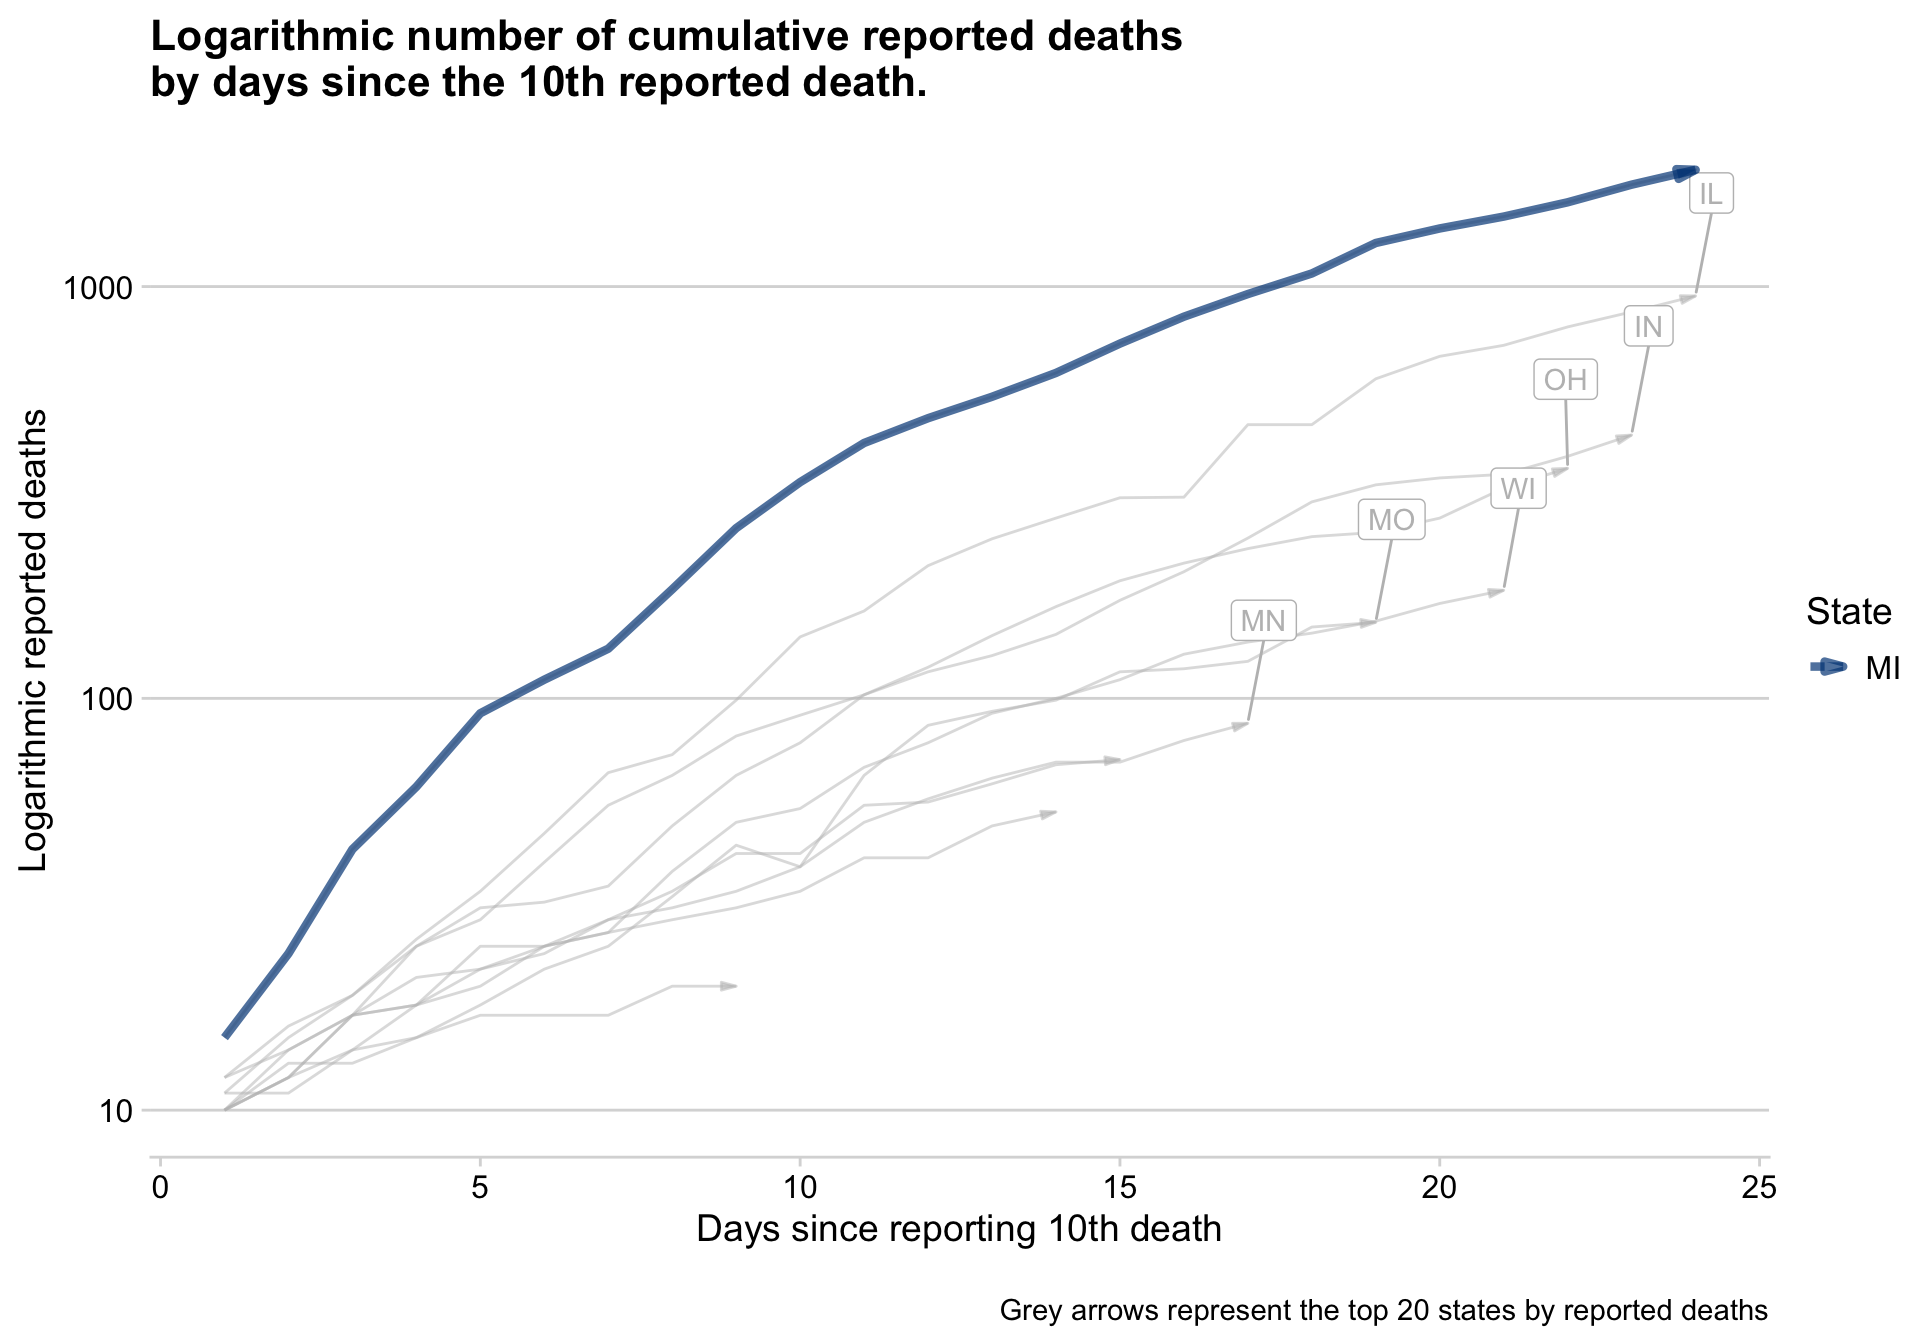 Logarithmic number of cumulative reported deaths
by days since the 10th reported death.
Logarithmic reported deaths
1000
100
10
IL
IN
OH
WI
MO
MN
State
MI
0 5 10 15 20 25
Days since reporting 10th death
Grey arrows represent the top 20 states by reported deaths